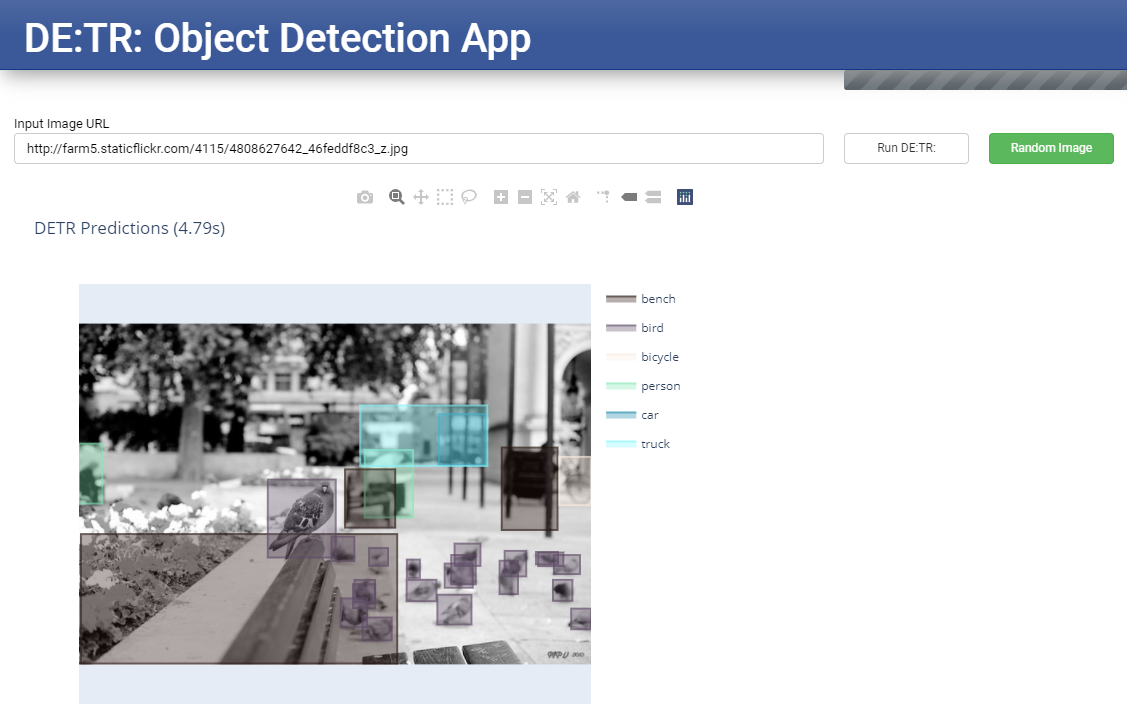 DE:TR: Object Detection App
Input Image URL
http://farm5.staticflickr.com/4115/4808627642_46feddf8c3_z.jpg
Run DE:TR:
Random Image
DETR Predictions (4.79s)
bench
bird
bicycle
person
car
truck